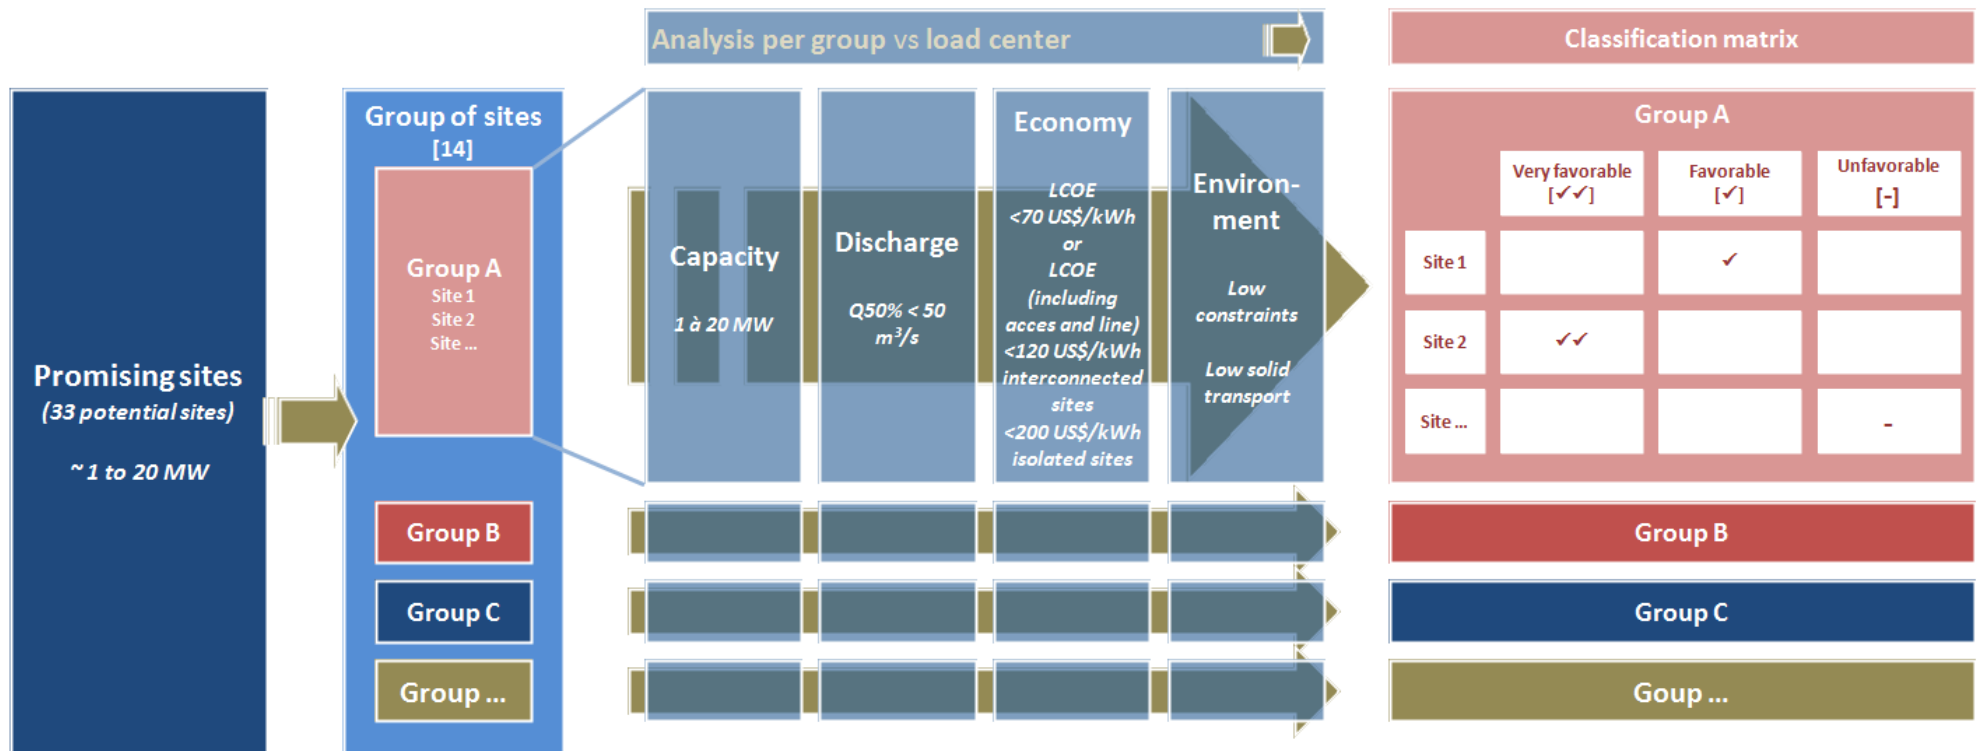 Analysis per group vs load center
Classification matrix
Promising sites
(33 potential sites)
~ 1 to 20 MW
Group of sites
[14]
Group A
Site 1
Site 2
Site ...
Group B
Group C
Group ...
Capacity
1 à 20 MW
Discharge
Q50% < 50
m³/s
Economy
LCOE
<70 US$/kWh
or
LCOE
(including
acces and line)
<120 US$/kWh
interconnected
sites
<200 US$/kWh
isolated sites
Environ-
ment
Low
constraints
Low solid
transport
Group A
Very favorable
[✓✓]
Favorable
[✓]
Unfavorable
[-]
Site 1
✓
Site 2
✓✓
Site ...
-
Group B
Group C
Goup ...